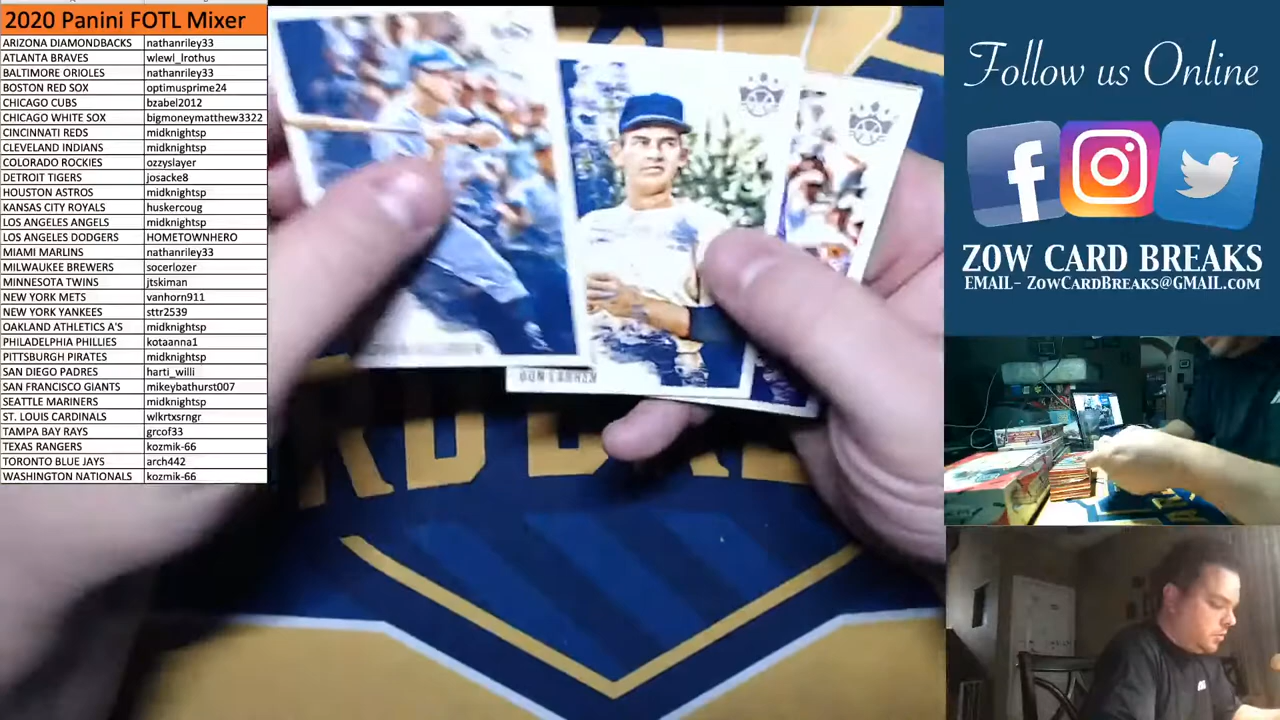 2020 Panini FOTL Mixer
ARIZONA DIAMONDBACKS nathanriley33
ATLANTA BRAVES wlewl_lrothus
BALTIMORE ORIOLES nathanriley33
BOSTON RED SOX optimusprime24
CHICAGO CUBS bzabel2012
CHICAGO WHITE SOX bigmoneymatthew3322
CINCINNATI REDS midknightsp
CLEVELAND INDIANS midknightsp
COLORADO ROCKIES ozzyslayer
DETROIT TIGERS josacke8
HOUSTON ASTROS midknightsp
KANSAS CITY ROYALS huskercoug
LOS ANGELES ANGELS midknightsp
LOS ANGELES DODGERS HOMETOWNHERO
MIAMI MARLINS nathanriley33
MILWAUKEE BREWERS socerlozer
MINNESOTA TWINS jtskiman
NEW YORK METS vanhorn911
NEW YORK YANKEES sttr2539
OAKLAND ATHLETICS A'S midknightsp
PHILADELPHIA PHILLIES kotaanna1
PITTSBURGH PIRATES midknightsp
SAN DIEGO PADRES harti_willi
SAN FRANCISCO GIANTS mikeybathurst007
SEATTLE MARINERS midknightsp
ST. LOUIS CARDINALS wlkrtxsrngr
TAMPA BAY RAYS grcof33
TEXAS RANGERS kozmik-66
TORONTO BLUE JAYS arch442
WASHINGTON NATIONALS kozmik-66
DON LARSEN
Follow us Online
ZOW CARD BREAKS
EMAIL- ZOWCARDBREAKS@GMAIL.COM